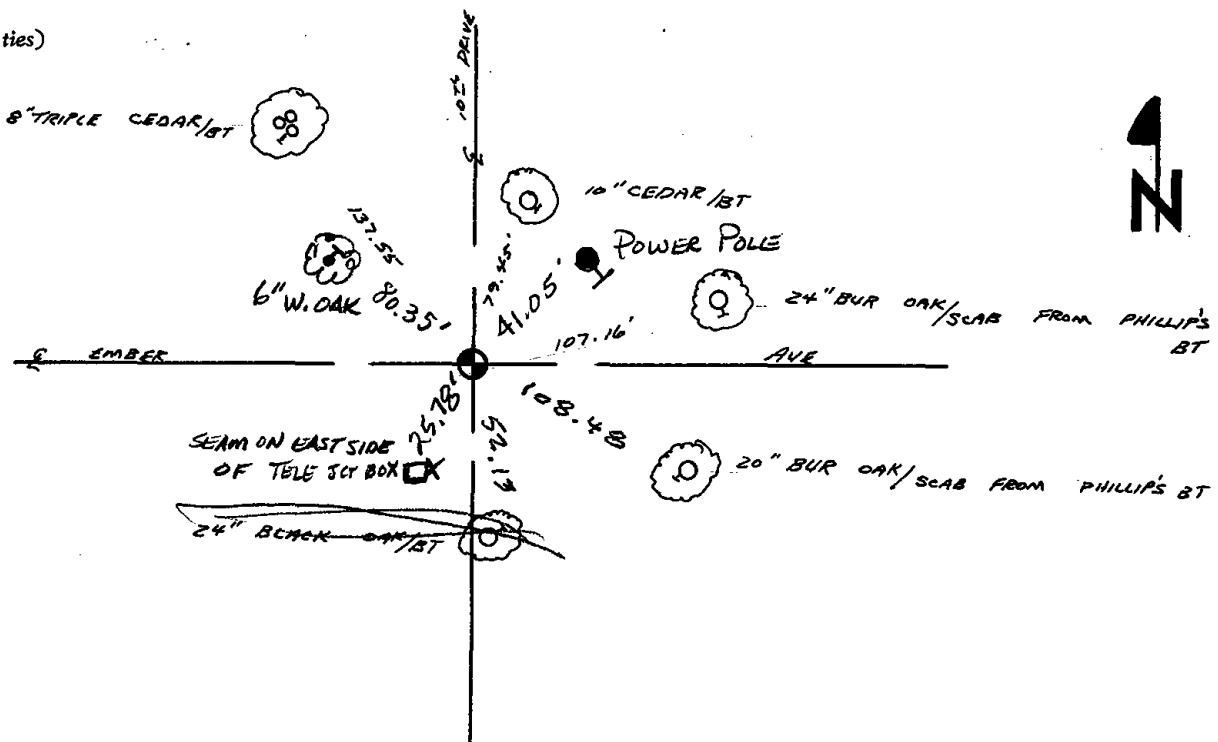 ties)
10TH DRIVE
8" TRIPLE CEDAR/BT
N
10" CEDAR/BT
137.55
POWER POLE
79.45'
6" W. OAK 80.35'
41.05'
24" BUR OAK/SCAB FROM PHILLIP'S
BT
107.16'
℄ EMBER
AVE
℄
25.78'
108.48
SEAM ON EAST SIDE
OF TELE JCT BOX X
20" BUR OAK/SCAB FROM PHILLIP'S BT
24" BLACK OAK/BT